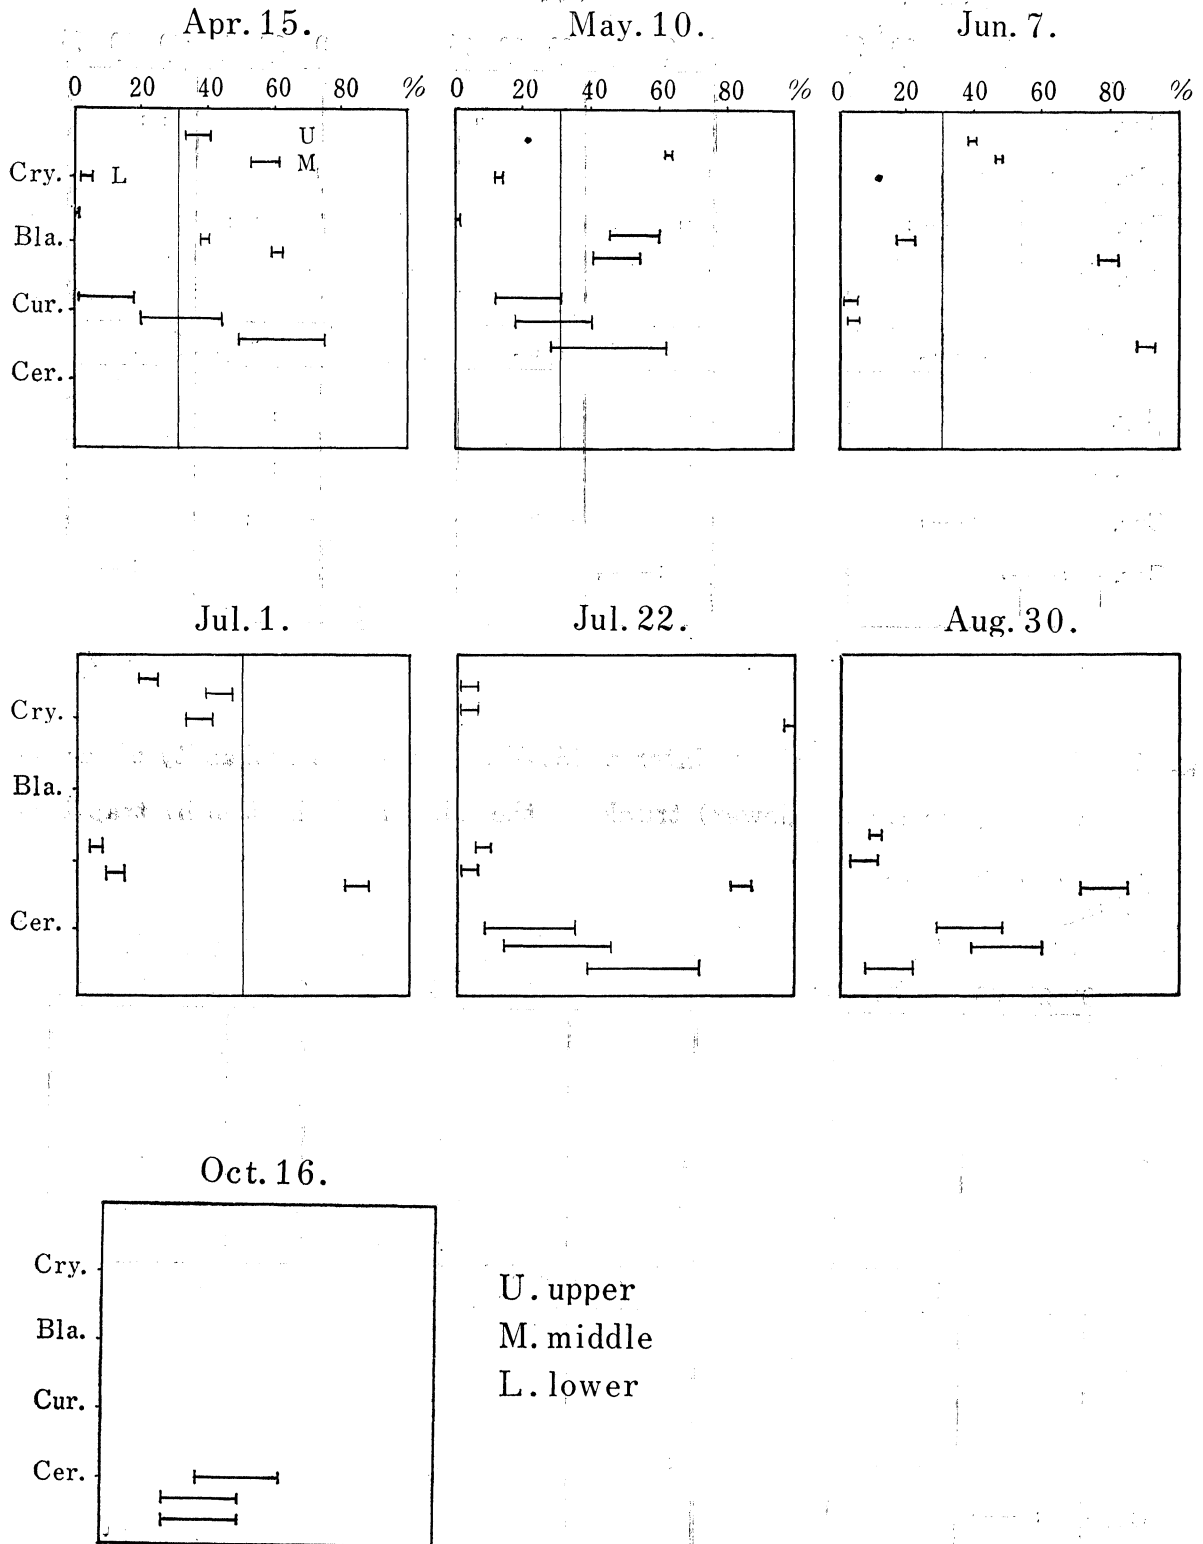 Apr. 15. May. 10. Jun. 7.
0 20 40 60 80 % 0 20 40 60 80 % 0 20 40 60 80 %
U
M
Cry. L
Bla.
Cur.
Cer.
Jul. 1. Jul. 22. Aug. 30.
Cry.
Bla.
Cer.
Oct. 16.
Cry.
Bla.
Cur.
Cer.
U. upper
M. middle
L. lower